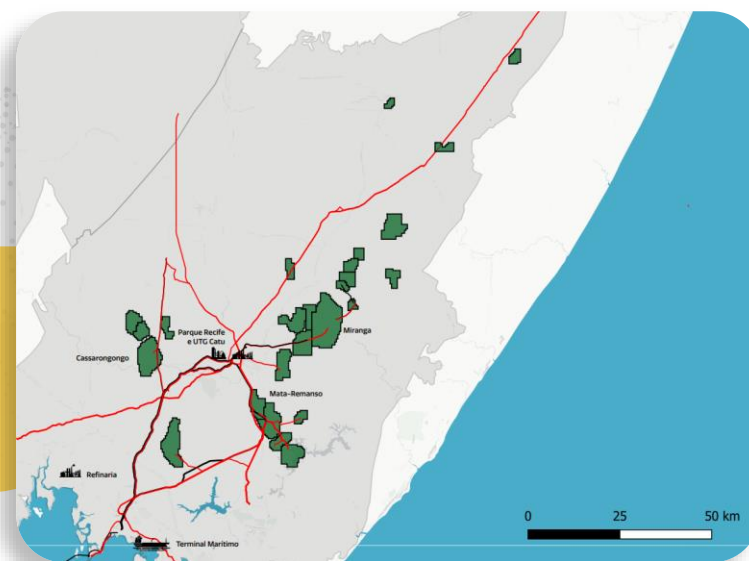 Parque Recife
e UTG Catu
Miranga
Cassarongongo
Mata-Remanso
Refinaria
0 25 50 km
Terminal Marítimo